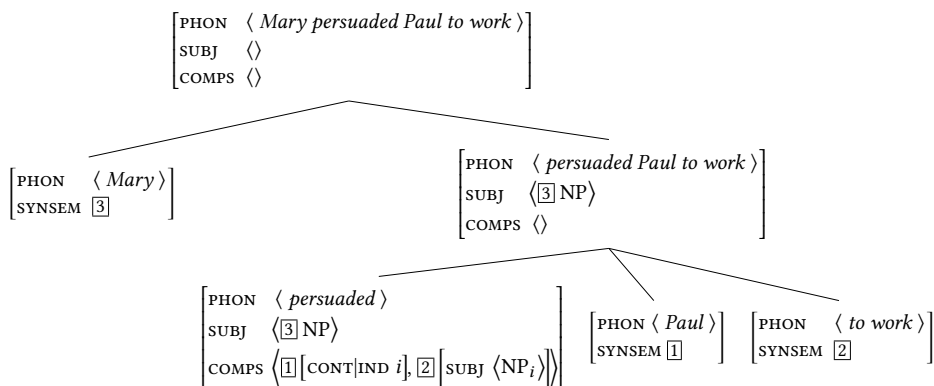 PHON ⟨ Mary persuaded Paul to work ⟩
SUBJ ⟨⟩
COMPS ⟨⟩
PHON ⟨ Mary ⟩
SYNSEM 3
PHON ⟨ persuaded Paul to work ⟩
SUBJ ⟨3 NP⟩
COMPS ⟨⟩
PHON ⟨ persuaded ⟩
SUBJ ⟨3 NP⟩
COMPS ⟨1[CONT|IND i], 2[SUBJ ⟨NPᵢ⟩]⟩
PHON ⟨ Paul ⟩
SYNSEM 1
PHON ⟨ to work ⟩
SYNSEM 2